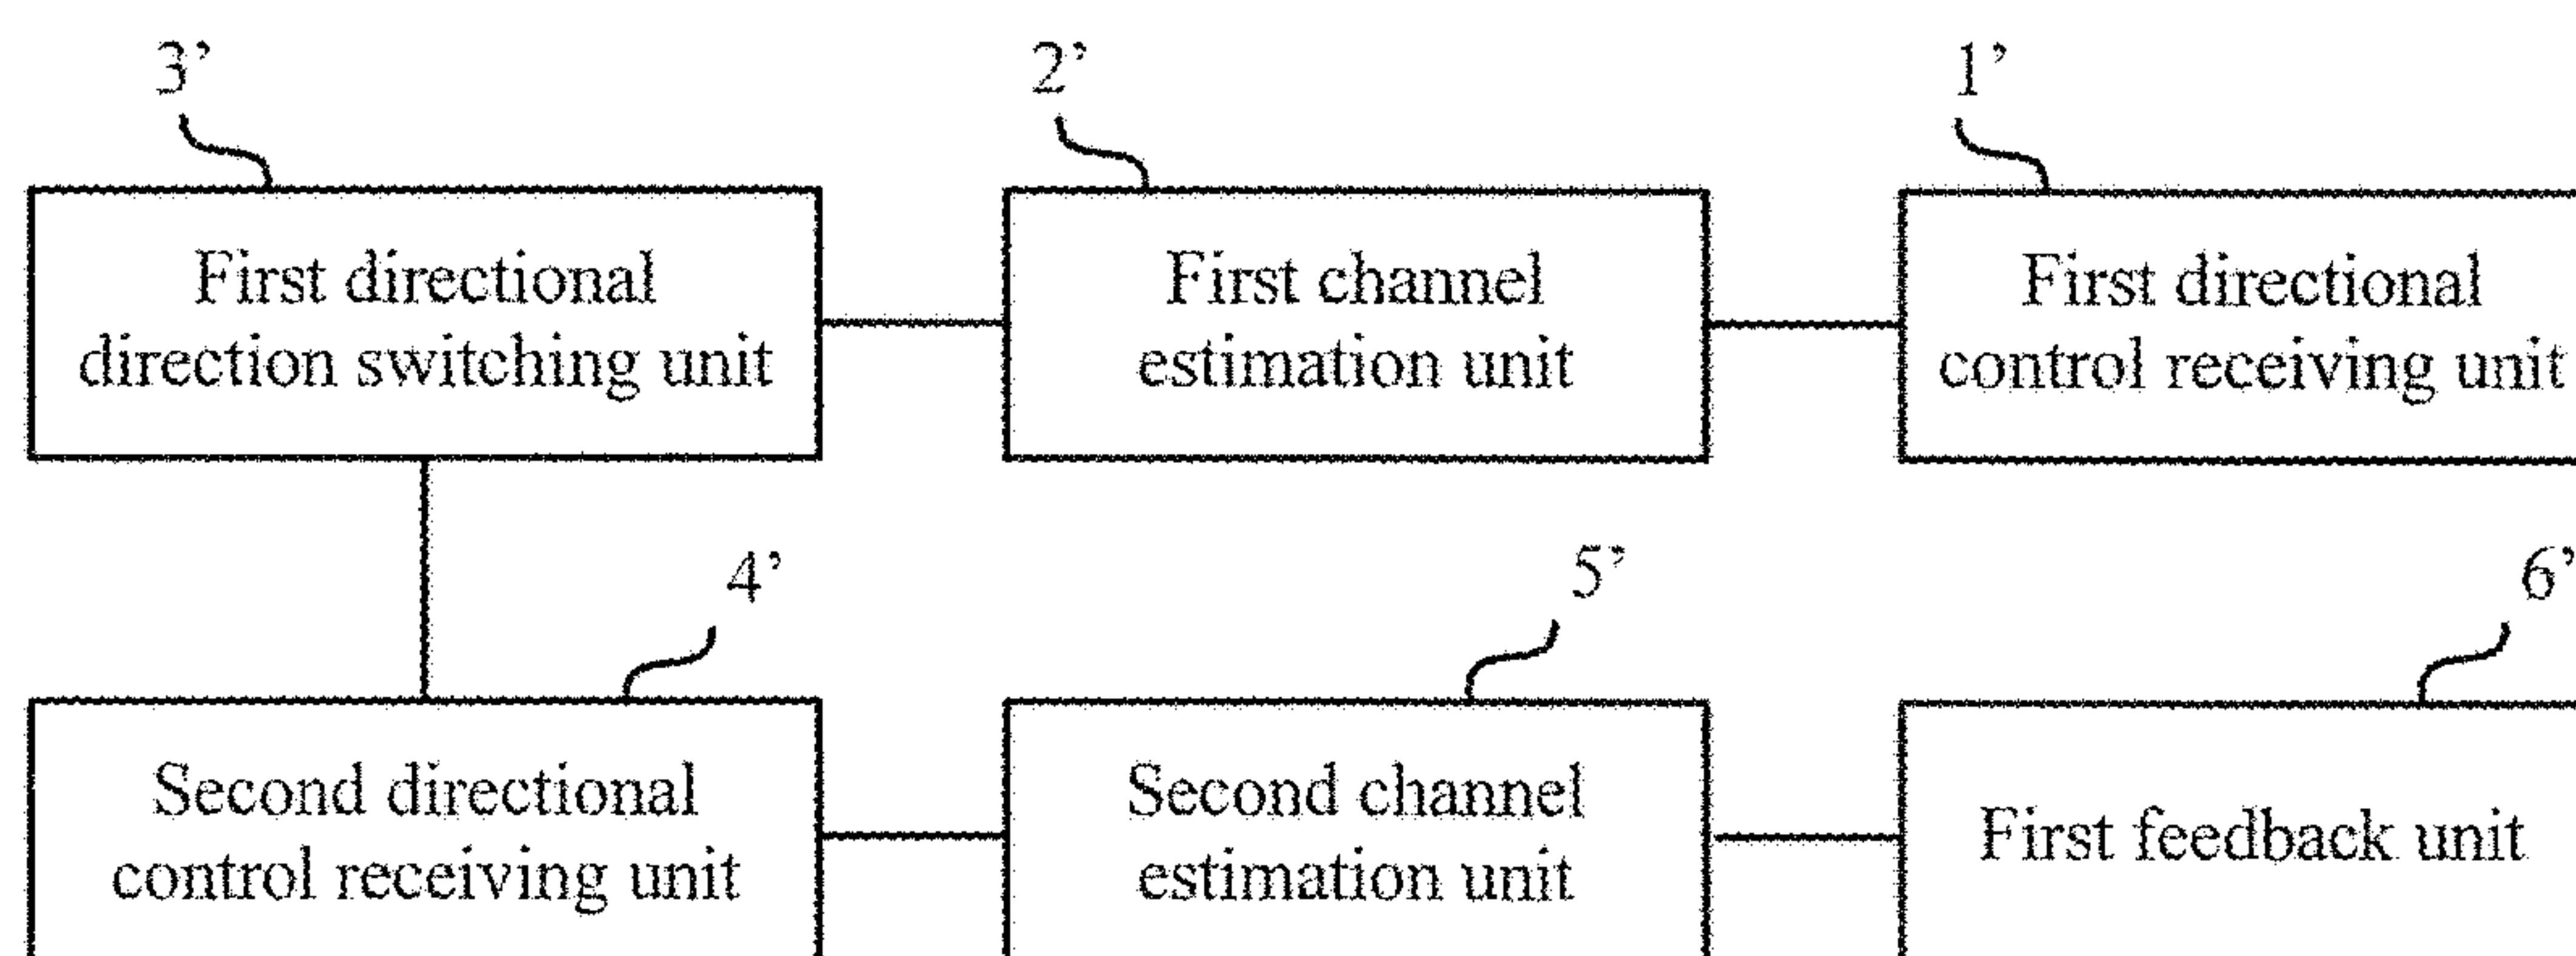 3’
2’
1’
First directional
direction switching unit
First channel
estimation unit
First directional
control receiving unit
4’
5’
6’
Second directional
control receiving unit
Second channel
estimation unit
First feedback unit